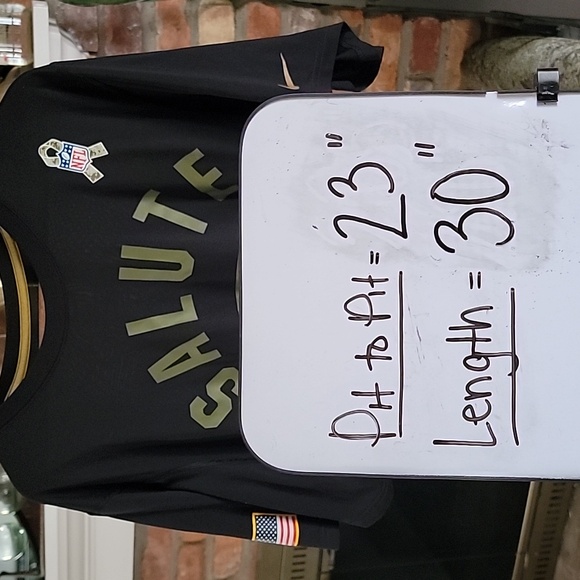 NFL
SALUTE
Pit to Pit = 23"
Length = 30"